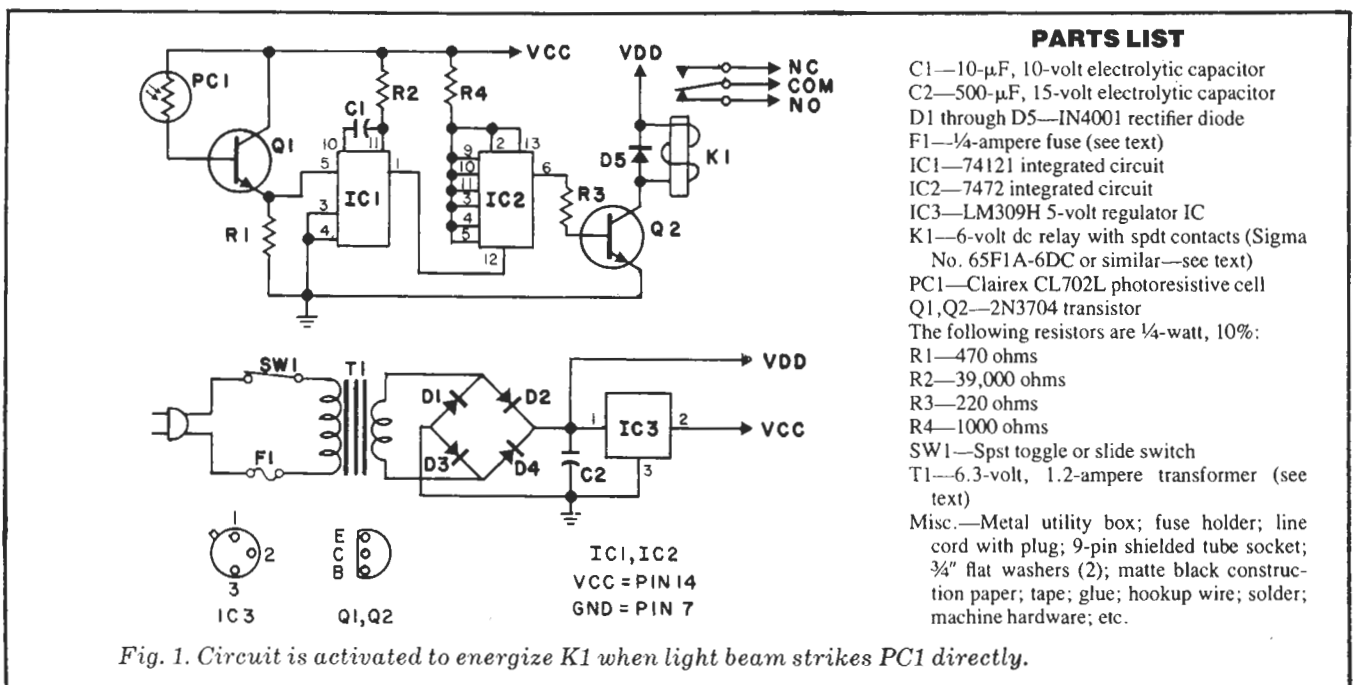 VCC
VDD
NC
COM
NO
PC1
C1
R2
R4
10
11
Q1
5
1
IC1
3
4
R1
2
13
9
10
11
3
4
5
6
IC2
12
D5
K1
R3
Q2
SW1
T1
F1
D1
D2
D3
D4
VDD
1
IC3
2
VCC
3
C2
1
2
3
IC3
E
C
B
Q1,Q2
IC1, IC2
VCC = PIN 14
GND = PIN 7
PARTS LIST
C1—10-µF, 10-volt electrolytic capacitor
C2—500-µF, 15-volt electrolytic capacitor
D1 through D5—IN4001 rectifier diode
F1—¼-ampere fuse (see text)
IC1—74121 integrated circuit
IC2—7472 integrated circuit
IC3—LM309H 5-volt regulator IC
K1—6-volt dc relay with spdt contacts (Sigma
No. 65F1A-6DC or similar—see text)
PC1—Clairex CL702L photoresistive cell
Q1,Q2—2N3704 transistor
The following resistors are ¼-watt, 10%:
R1—470 ohms
R2—39,000 ohms
R3—220 ohms
R4—1000 ohms
SW1—Spst toggle or slide switch
T1—6.3-volt, 1.2-ampere transformer (see
text)
Misc.—Metal utility box; fuse holder; line
cord with plug; 9-pin shielded tube socket;
¾" flat washers (2); matte black construc-
tion paper; tape; glue; hookup wire; solder;
machine hardware; etc.
Fig. 1. Circuit is activated to energize K1 when light beam strikes PC1 directly.